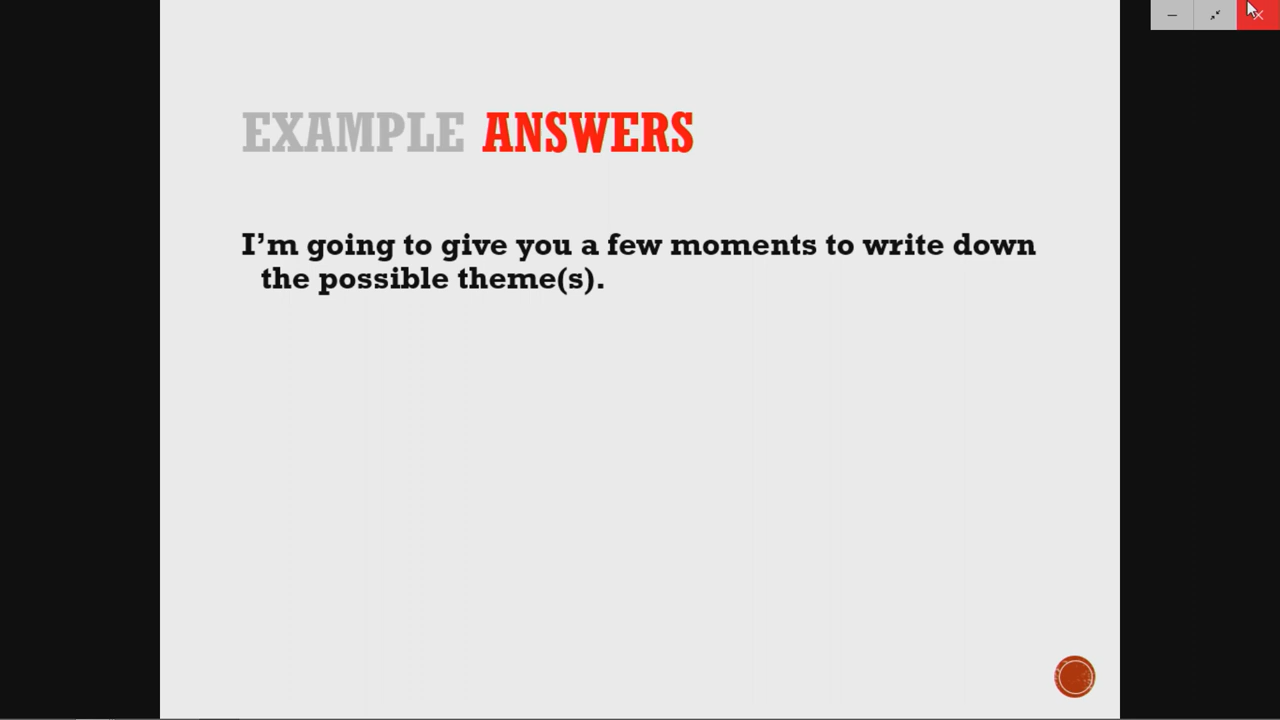 EXAMPLE ANSWERS
I’m going to give you a few moments to write down
the possible theme(s).